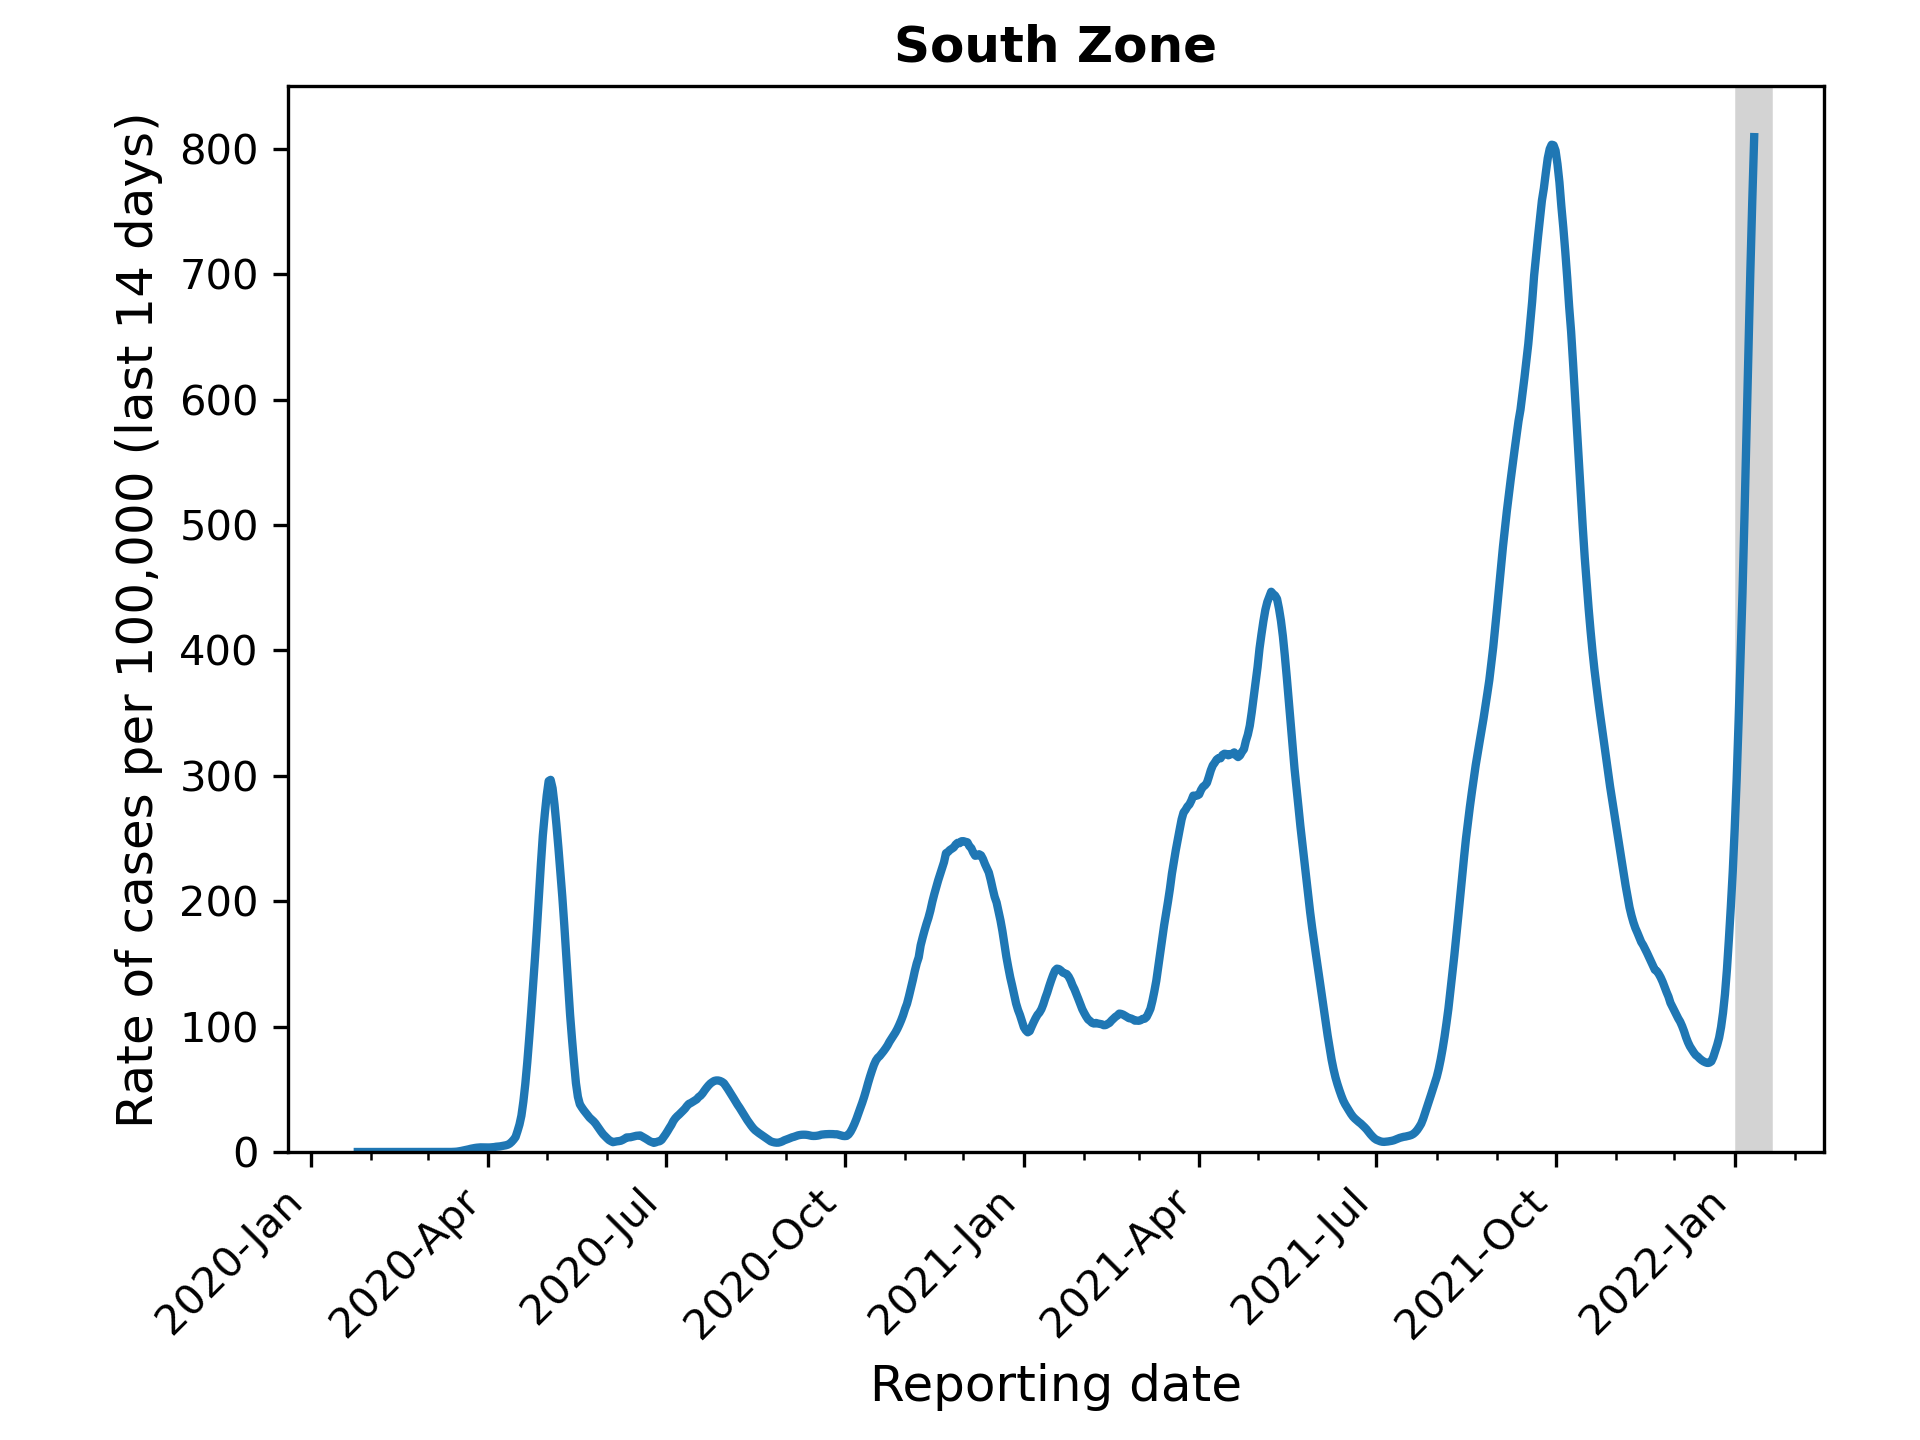 South Zone
Rate of cases per 100,000 (last 14 days)
800
700
600
500
400
300
200
100
0
2020-Jan
2020-Apr
2020-Jul
2020-Oct
2021-Jan
2021-Apr
2021-Jul
2021-Oct
2022-Jan
Reporting date